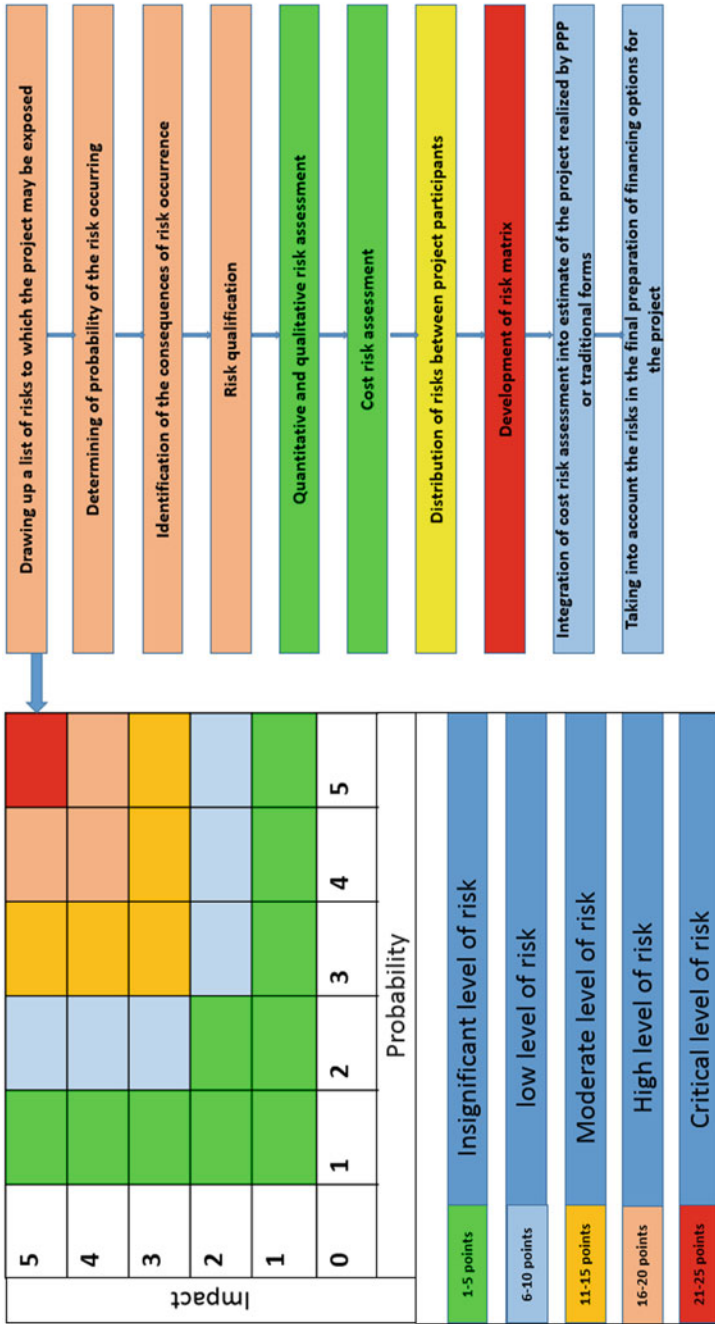 Impact
5
4
3
2
1
0 1 2 3 4 5
Probability
1-5 points Insignificant level of risk
6-10 points low level of risk
11-15 points Moderate level of risk
16-20 points High level of risk
21-25 points Critical level of risk
Drawing up a list of risks to which the project may be exposed
Determining of probability of the risk occurring
Identification of the consequences of risk occurrence
Risk qualification
Quantitative and qualitative risk assessment
Cost risk assessment
Distribution of risks between project participants
Development of risk matrix
Integration of cost risk assessment into estimate of the project realized by PPP
or traditional forms
Taking into account the risks in the final preparation of financing options for
the project